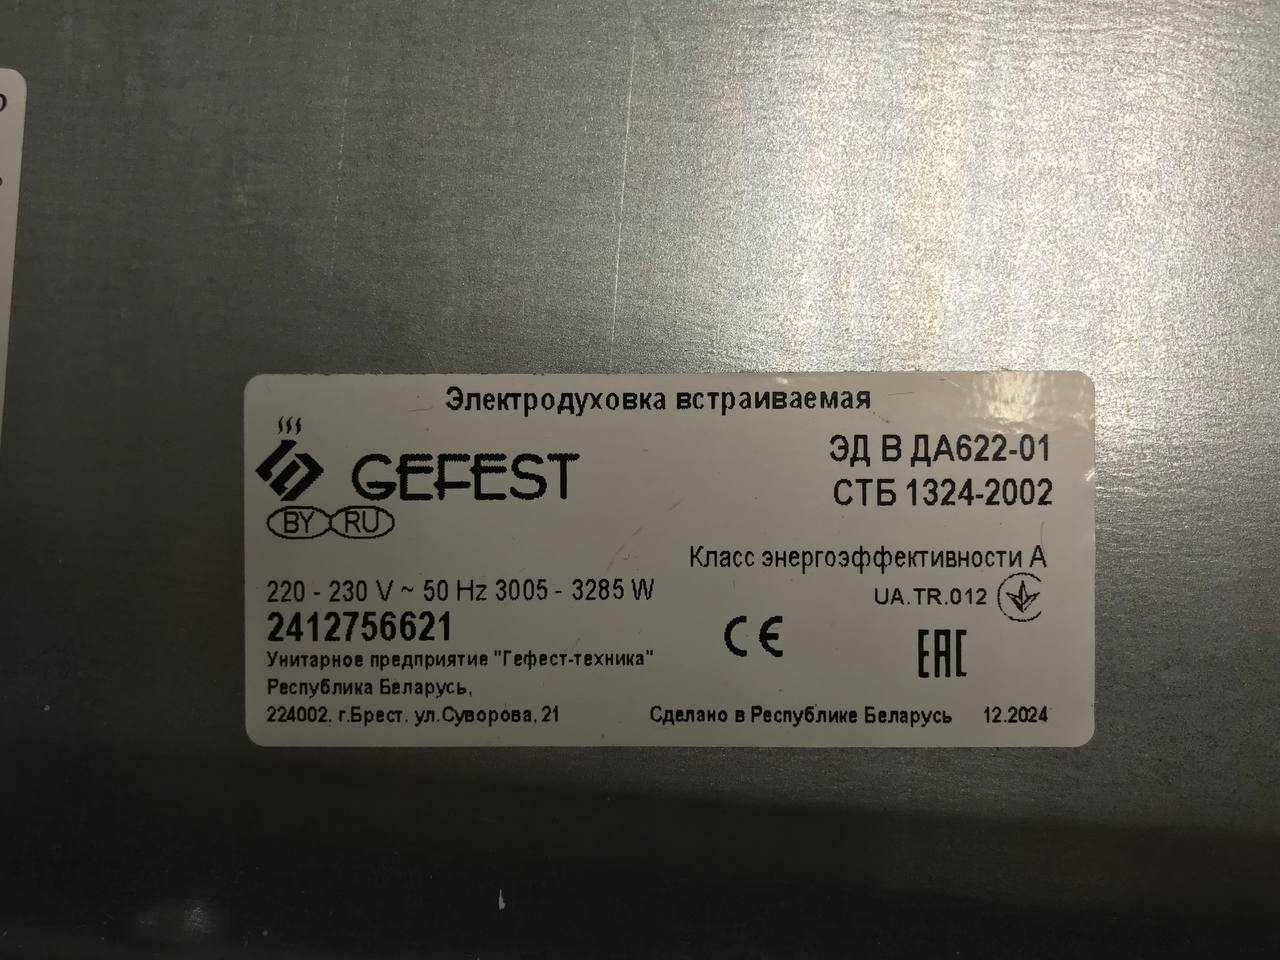 Электродуховка встраиваемая
GEFEST
BY RU
ЭД В ДА622-01
СТБ 1324-2002
Класс энергоэффективности А
220 - 230 V ~ 50 Hz 3005 - 3285 W
UA.TR.012
2412756621
CE
EAC
Унитарное предприятие "Гефест-техника"
Республика Беларусь,
224002, г.Брест, ул.Суворова, 21
Сделано в Республике Беларусь 12.2024